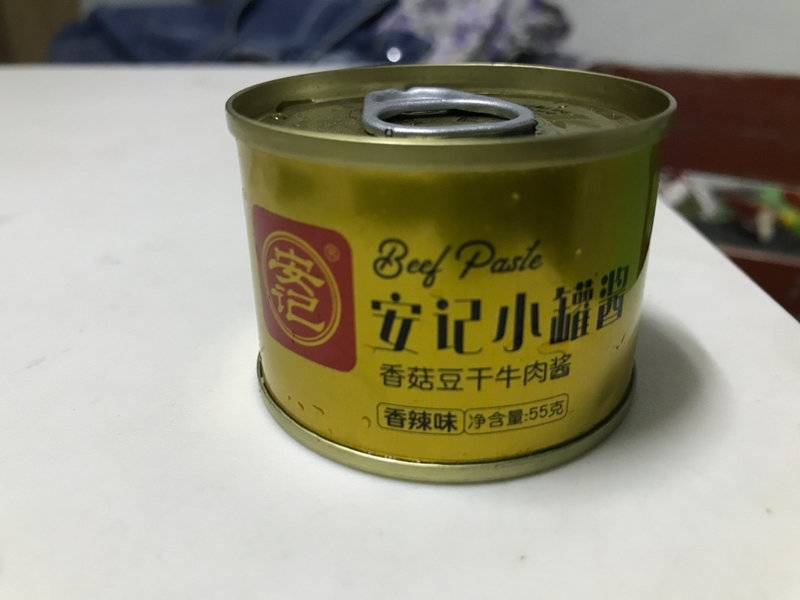 安记®
Beef Paste
安记小罐酱
香菇豆干牛肉酱
香辣味 净含量:55克